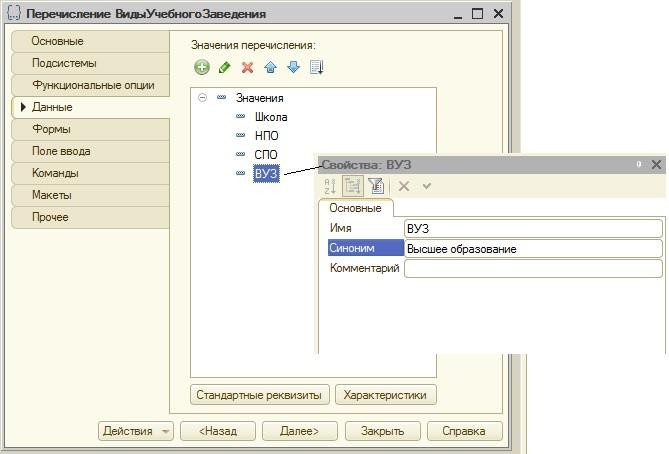 Перечисление ВидыУчебногоЗаведения
Основные
Подсистемы
Функциональные опции
Данные
Формы
Поле ввода
Команды
Макеты
Прочее
Значения перечисления:
Значения
Школа
НПО
СПО
ВУЗ
Свойства: ВУЗ
Основные
Имя ВУЗ
Синоним Высшее образование
Комментарий
Стандартные реквизиты Характеристики
Действия <Назад Далее> Закрыть Справка